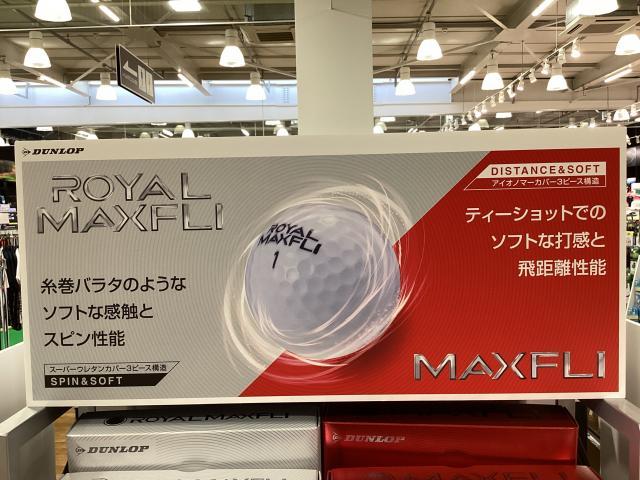 DUNLOP
ROYAL
MAXFLI
糸巻バラタのような
ソフトな感触と
スピン性能
スーパーウレタンカバー3ピース構造
SPIN&SOFT
ROYAL
MAXFLI
1
DISTANCE&SOFT
アイオノマーカバー3ピース構造
ティーショットでの
ソフトな打感と
飛距離性能
MAXFLI
ROYAL MAXFLI
DUNLOP
DUNLOP
MAXFLI